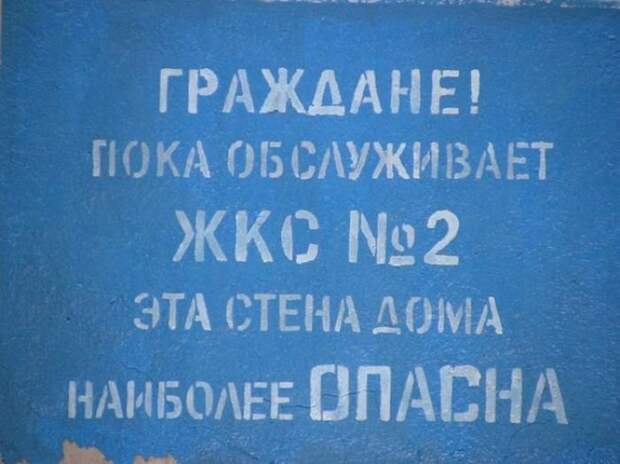 ГРАЖДАНЕ!
ПОКА ОБСЛУЖИВАЕТ
ЖКС №2
ЭТА СТЕНА ДОМА
НАИБОЛЕЕ ОПАСНА